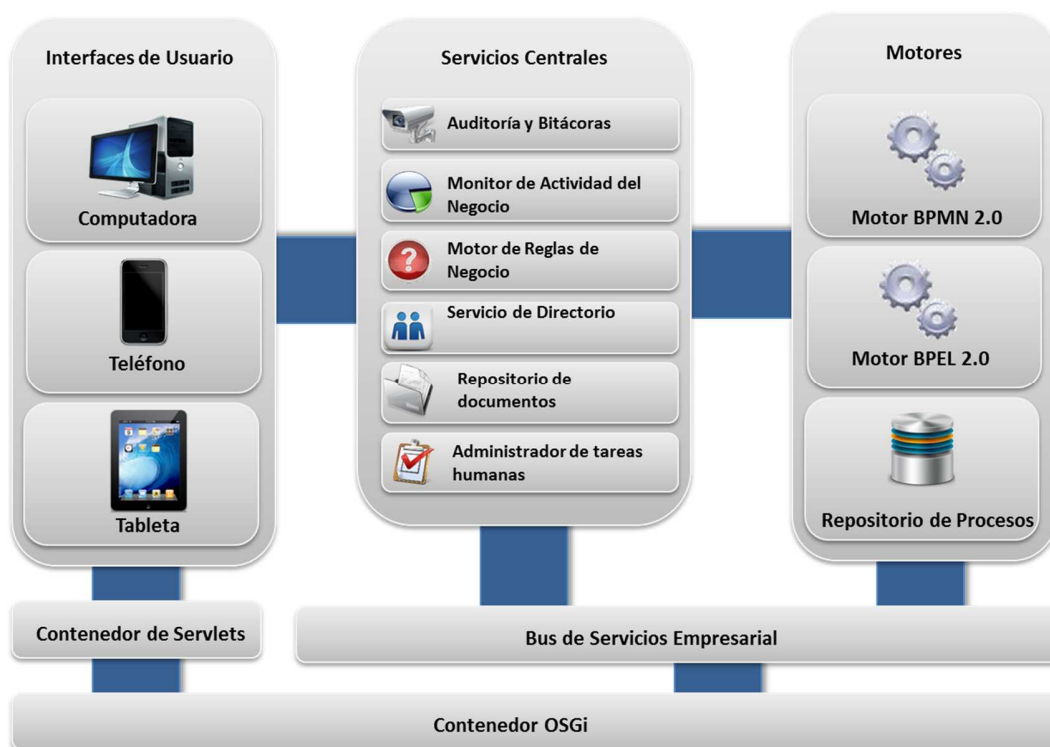 Interfaces de Usuario
Computadora
Teléfono
Tableta
Servicios Centrales
Auditoría y Bitácoras
Monitor de Actividad del
Negocio
Motor de Reglas de
Negocio
Servicio de Directorio
Repositorio de
documentos
Administrador de tareas
humanas
Motores
Motor BPMN 2.0
Motor BPEL 2.0
Repositorio de Procesos
Contenedor de Servlets
Bus de Servicios Empresarial
Contenedor OSGi